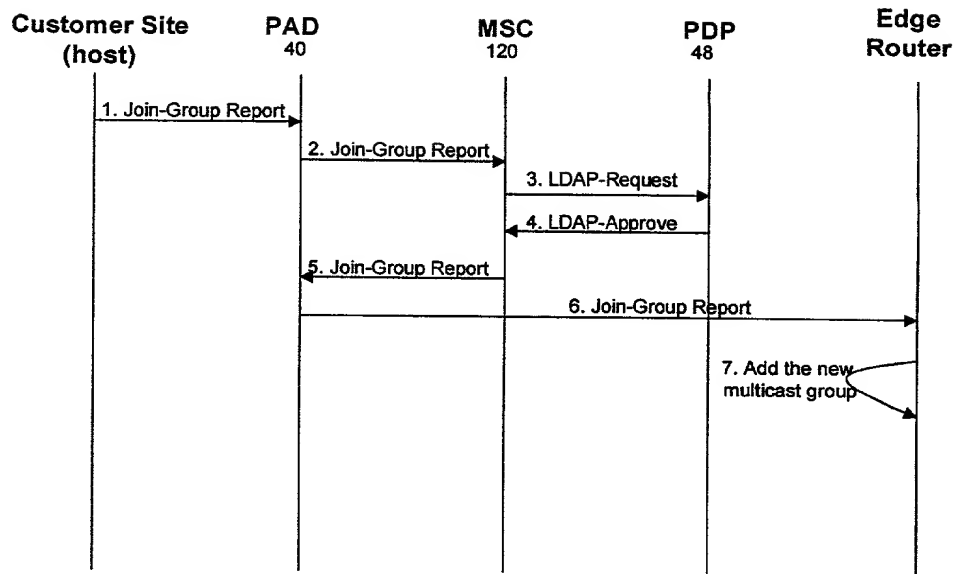 Customer Site
(host)
PAD
40
MSC
120
PDP
48
Edge
Router
1. Join-Group Report
2. Join-Group Report
3. LDAP-Request
4. LDAP-Approve
5. Join-Group Report
6. Join-Group Report
7. Add the new
multicast group